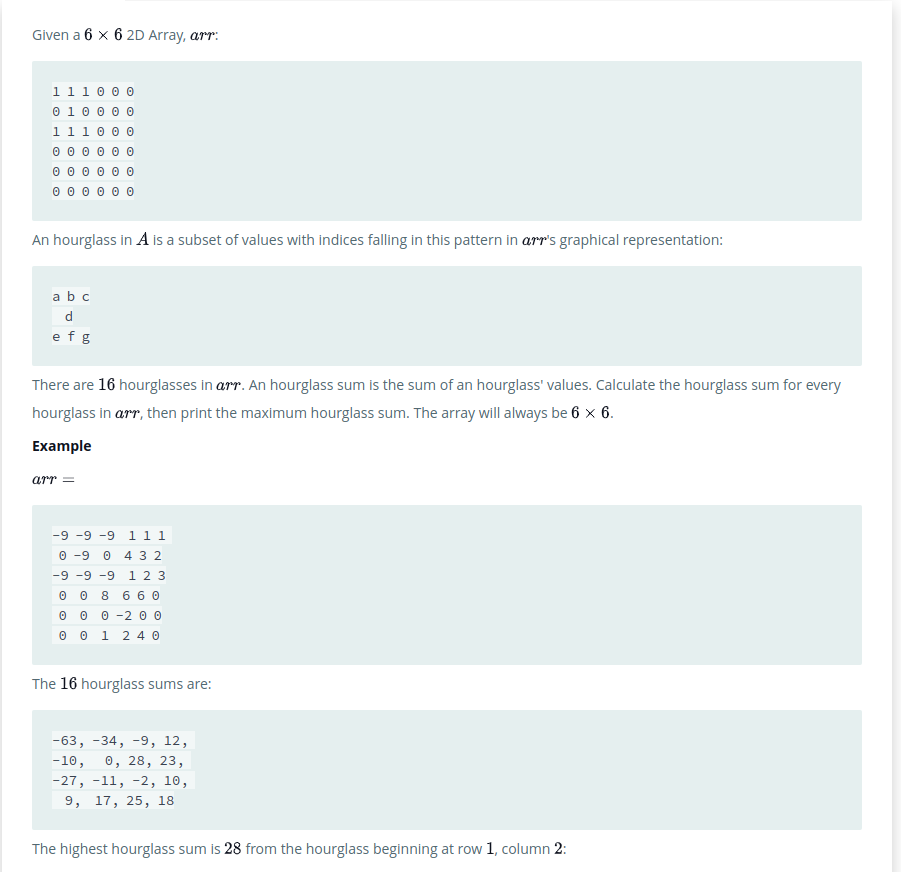 Given a 6 × 6 2D Array, arr:
1 1 1 0 0 0
0 1 0 0 0 0
1 1 1 0 0 0
0 0 0 0 0 0
0 0 0 0 0 0
0 0 0 0 0 0
An hourglass in A is a subset of values with indices falling in this pattern in arr's graphical representation:
a b c
d
e f g
There are 16 hourglasses in arr. An hourglass sum is the sum of an hourglass' values. Calculate the hourglass sum for every
hourglass in arr, then print the maximum hourglass sum. The array will always be 6 × 6.
Example
arr =
-9 -9 -9 1 1 1
0 -9 0 4 3 2
-9 -9 -9 1 2 3
0 0 8 6 6 0
0 0 0 -2 0 0
0 0 1 2 4 0
The 16 hourglass sums are:
-63, -34, -9, 12,
-10, 0, 28, 23,
-27, -11, -2, 10,
9, 17, 25, 18
The highest hourglass sum is 28 from the hourglass beginning at row 1, column 2: